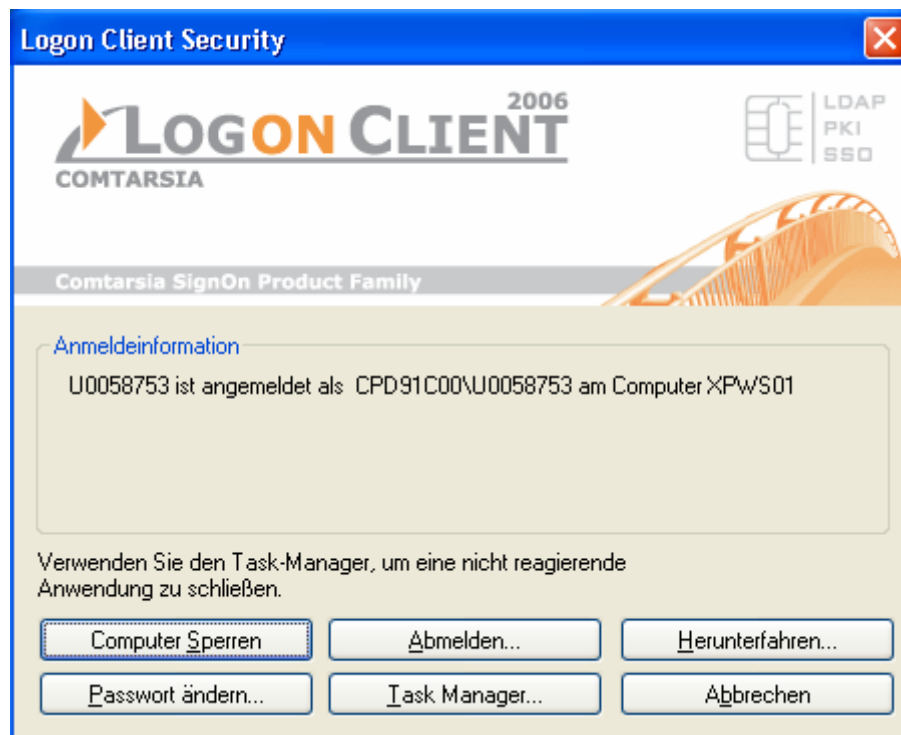 Logon Client Security
2006
LOGON CLIENT
COMTARSIA
LDAP
PKI
SSO
Comtarsia SignOn Product Family
Anmeldeinformation
U0058753 ist angemeldet als CPD91C00\U0058753 am Computer XPWS01
Verwenden Sie den Task-Manager, um eine nicht reagierende
Anwendung zu schließen.
Computer Sperren Abmelden... Herunterfahren...
Passwort ändern... Task Manager... Abbrechen